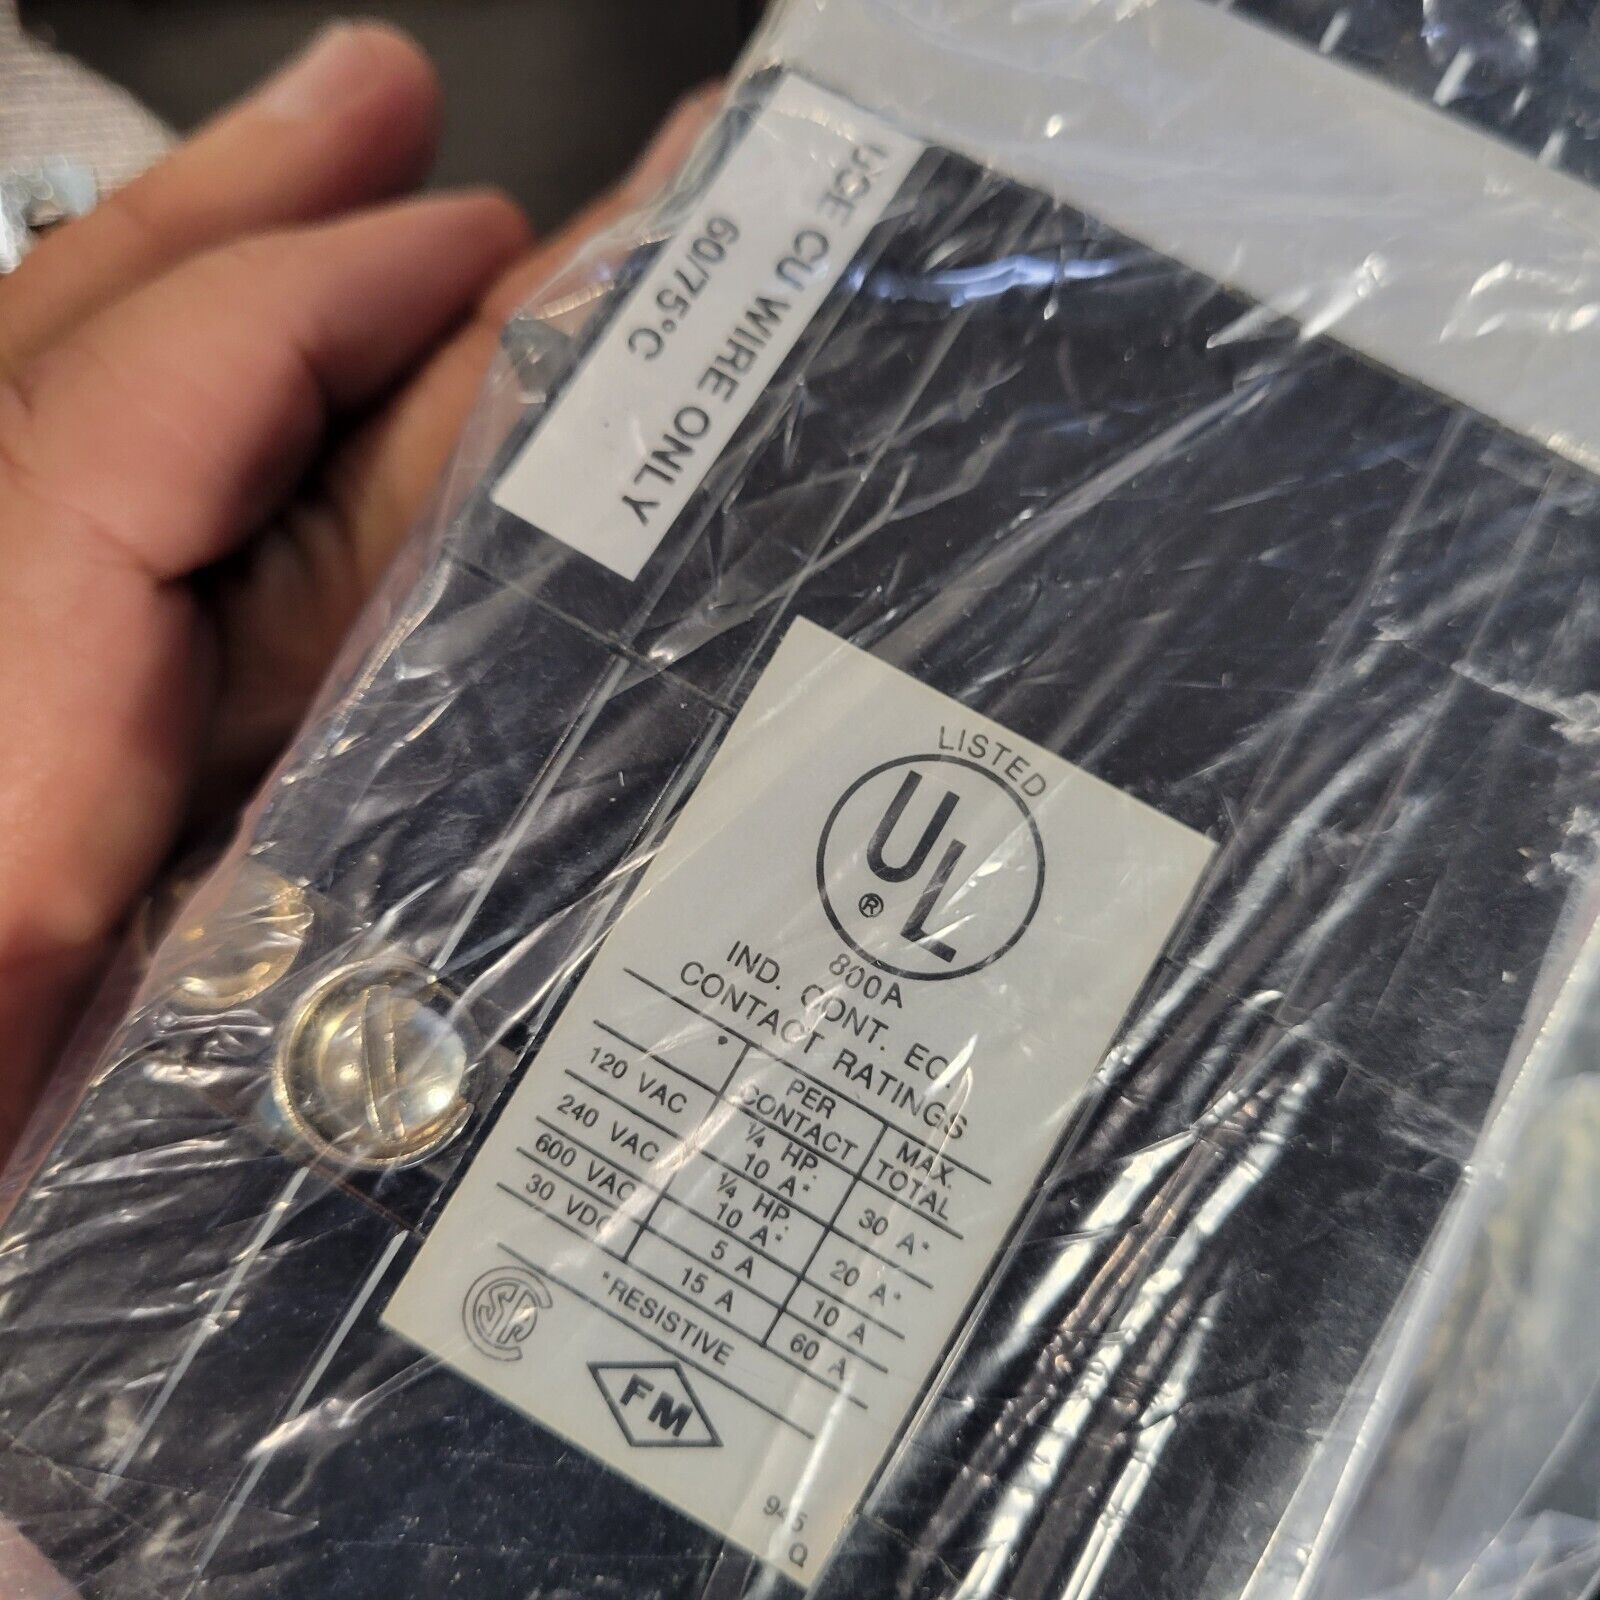 USE CU WIRE ONLY
60/75°C
LISTED
UL
®
800A
IND. CONT. EQ.
CONTACT RATINGS
* PER CONTACT MAX. TOTAL
120 VAC ¼ HP: 10 A* 30 A*
240 VAC ¼ HP: 10 A* 20 A*
600 VAC 5 A 10 A
30 VDC 15 A 60 A
*RESISTIVE
FM
945
Q